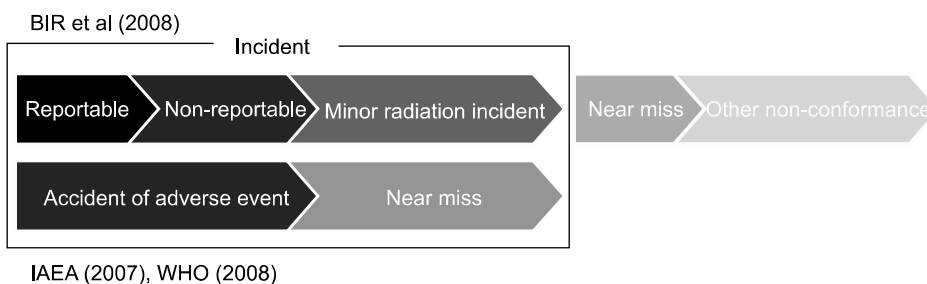 BIR et al (2008)
Incident
Reportable Non-reportable Minor radiation incident Near miss Other non-conformance
Accident of adverse event Near miss
IAEA (2007), WHO (2008)